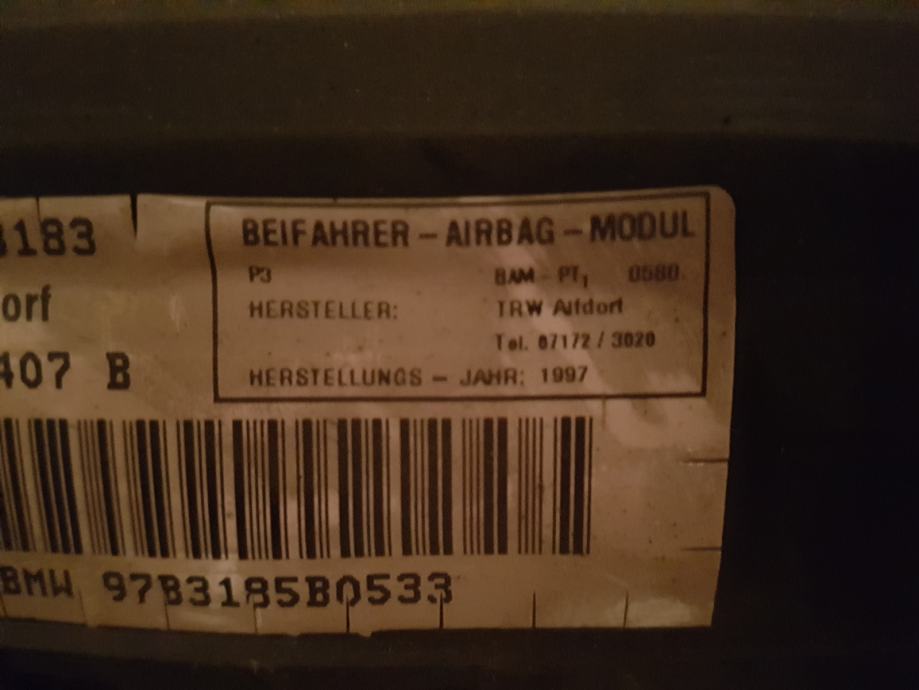 183
BEIFAHRER - AIRBAG - MODUL
P3 BAM - PT1 0580
orf
HERSTELLER: TRW Alfdorf
Tel. 07172 / 3020
407 B
HERSTELLUNGS - JAHR: 1997
BMW 97B3185B0533